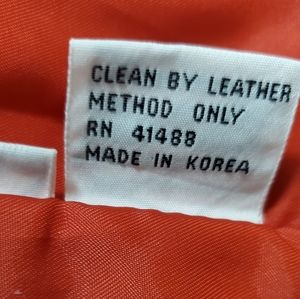 CLEAN BY LEATHER
METHOD ONLY
RN 41488
MADE IN KOREA